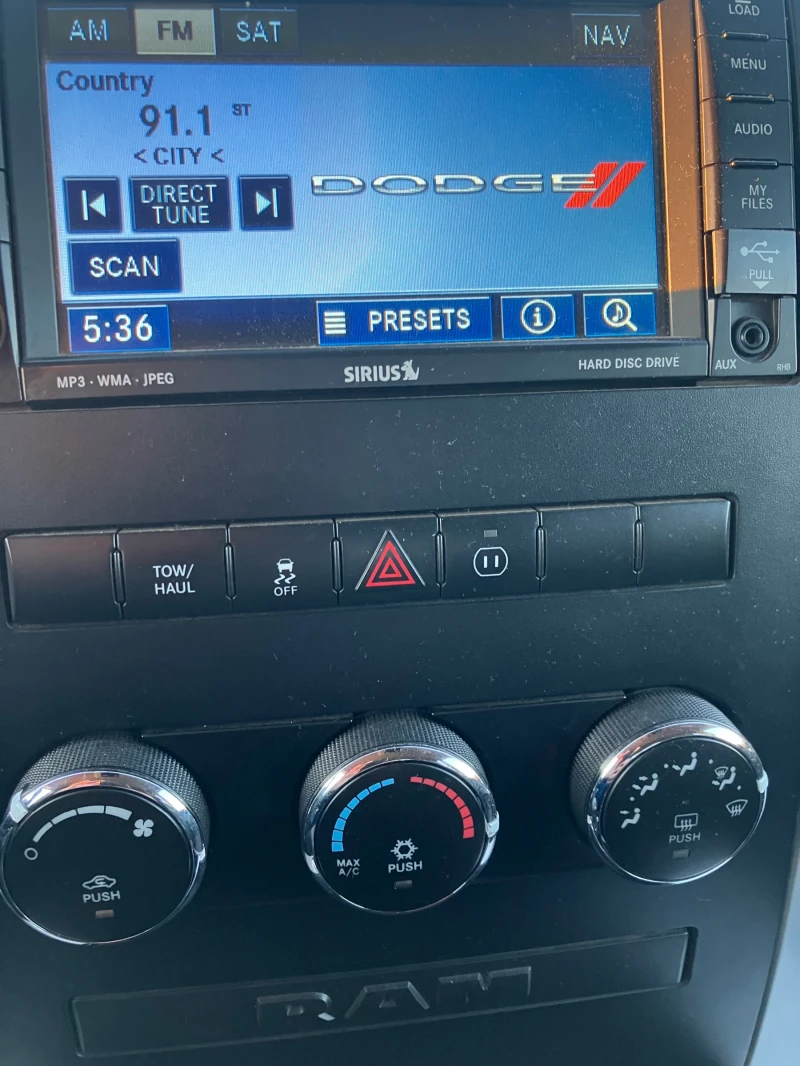 AM FM SAT NAV
LOAD
MENU
AUDIO
MY
FILES
PULL
AUX
RHB
Country
91.1 ST
< CITY <
DIRECT
TUNE
DODGE
SCAN
5:36 PRESETS
MP3 · WMA · JPEG SIRIUS HARD DISC DRIVE
TOW/
HAUL
OFF
PUSH
MAX
A/C
PUSH
PUSH
RAM